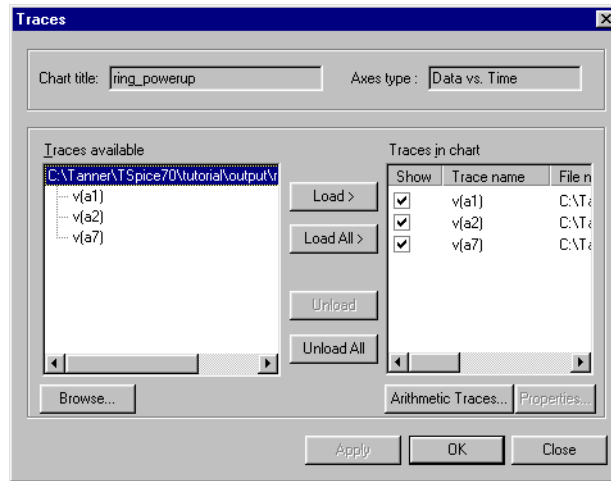 Traces
Chart title: ring_powerup Axes type : Data vs. Time
Traces available
C:\Tanner\TSpice70\tutorial\output\r
v(a1)
v(a2)
v(a7)
Load >
Load All >
Unload
Unload All
Browse...
Traces in chart
Show Trace name File n
v(a1) C:\Ta
v(a2) C:\Ta
v(a7) C:\Ta
Arithmetic Traces... Properties...
Apply OK Close